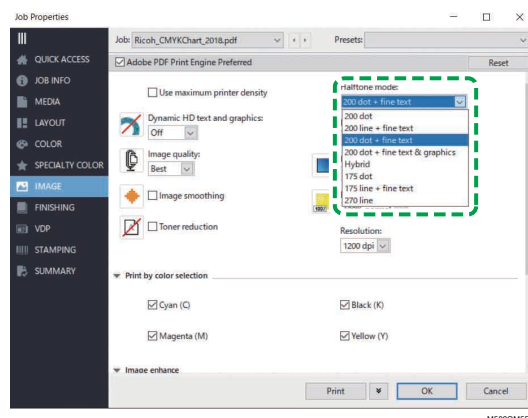 Job Properties
Job: Ricoh_CMYKChart_2018.pdf
Presets:
QUICK ACCESS
JOB INFO
MEDIA
LAYOUT
COLOR
SPECIALTY COLOR
IMAGE
FINISHING
VDP
STAMPING
SUMMARY
Adobe PDF Print Engine Preferred
Reset
Use maximum printer density
Dynamic HD text and graphics:
Off
Image quality:
Best
Image smoothing
Toner reduction
Halftone mode:
200 dot + fine text
200 dot
200 line + fine text
200 dot + fine text
200 dot + fine text & graphics
Hybrid
175 dot
175 line + fine text
270 line
Resolution:
1200 dpi
Print by color selection
Cyan (C)
Black (K)
Magenta (M)
Yellow (Y)
Image enhance
Print
OK
Cancel